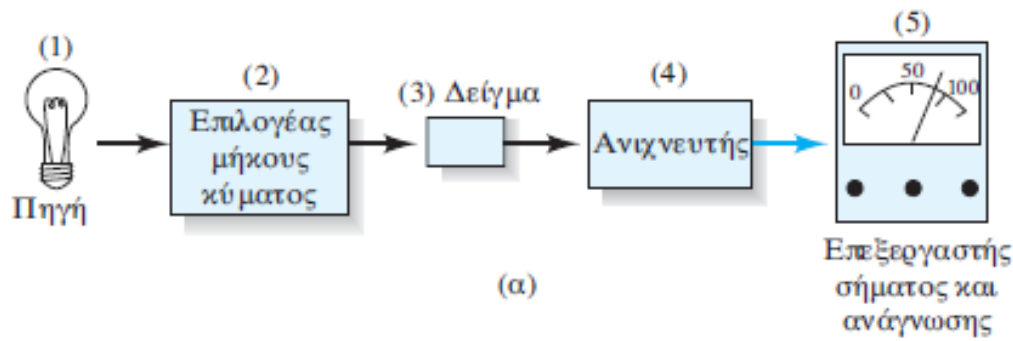 (1)
Πηγή
(2)
Επιλογέας
μήκους
κύματος
(3) Δείγμα
(4)
Ανιχνευτής
(5)
0
50
100
Επεξεργαστής
σήματος και
ανάγνωσης
(α)